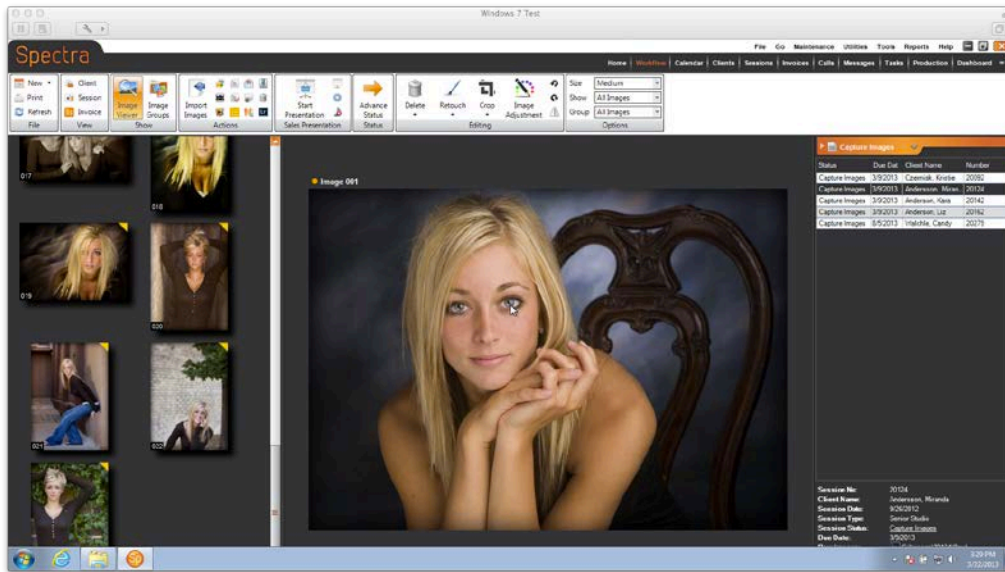 Windows 7 Test
Spectra
File Go Maintenance Utilities Tools Reports Help
Home | Workflow | Calendar | Clients | Sessions | Invoices | Calls | Messages | Tasks | Production | Dashboard
New
Print
Refresh
File
Client
Session
Invoice
View
Image Viewer
Image Groups
Show
Import Images
Actions
Start Presentation
Sales Presentation
Advance Status
Status
Delete
Retouch
Crop
Image Adjustment
Editing
Size Medium
Show All Images
Group All Images
Options
017
018
019
020
021
022
Image 001
Capture Images
Status Due Dat Client Name Number
Capture Images 3/9/2013 Czerniak, Kristie 20092
Capture Images 3/9/2013 Andersson, Miran.. 20124
Capture Images 3/9/2013 Anderson, Kara 20142
Capture Images 3/9/2013 Anderson, Liz 20162
Capture Images 8/5/2013 Walchle, Candy 20279
Session No: 20124
Client Name: Andersson, Miranda
Session Date: 9/26/2012
Session Type: Senior Studio
Session Status: Capture Images
Due Date: 3/9/2013
Sp
3:29 PM
3/22/2013